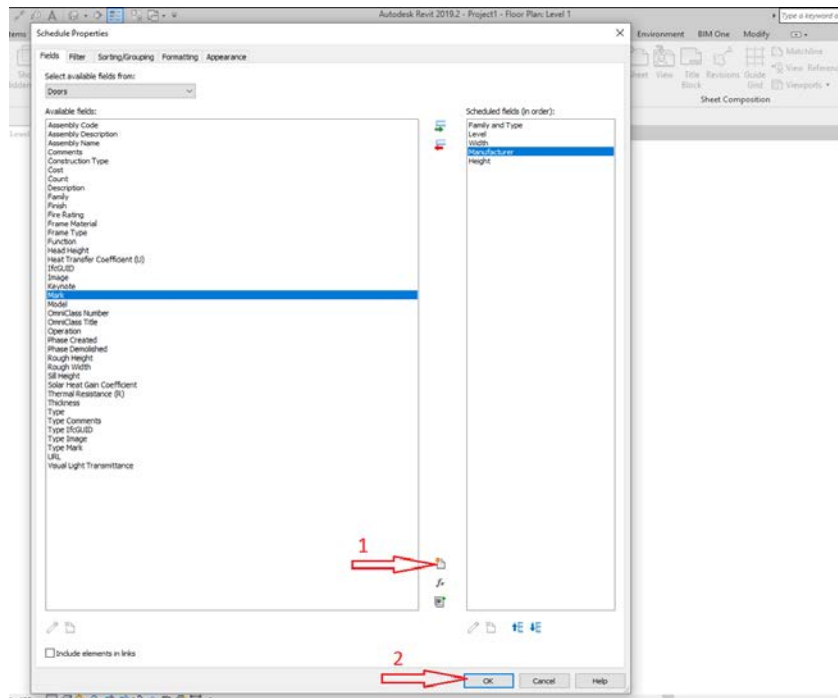 Autodesk Revit 2019.2 - Project1 - Floor Plan: Level 1
Type a keyword o
Schedule Properties
Environment BIM One Modify
Fields Filter Sorting/Grouping Formatting Appearance
Matchline
View Referenc
Sheet View Title Block Revisions Guide Grid Viewports
Sheet Composition
Select available fields from:
Doors
Available fields:
Scheduled fields (in order):
Assembly Code
Assembly Description
Assembly Name
Comments
Construction Type
Cost
Count
Description
Family
Finish
Fire Rating
Frame Material
Frame Type
Function
Head Height
Heat Transfer Coefficient (U)
IfcGUID
Image
Keynote
Mark
Model
OmniClass Number
OmniClass Title
Operation
Phase Created
Phase Demolished
Rough Height
Rough Width
Sill Height
Solar Heat Gain Coefficient
Thermal Resistance (R)
Thickness
Type
Type Comments
Type IfcGUID
Type Image
Type Mark
URL
Visual Light Transmittance
Family and Type
Level
Width
Manufacturer
Height
1
Include elements in links
2
OK Cancel Help